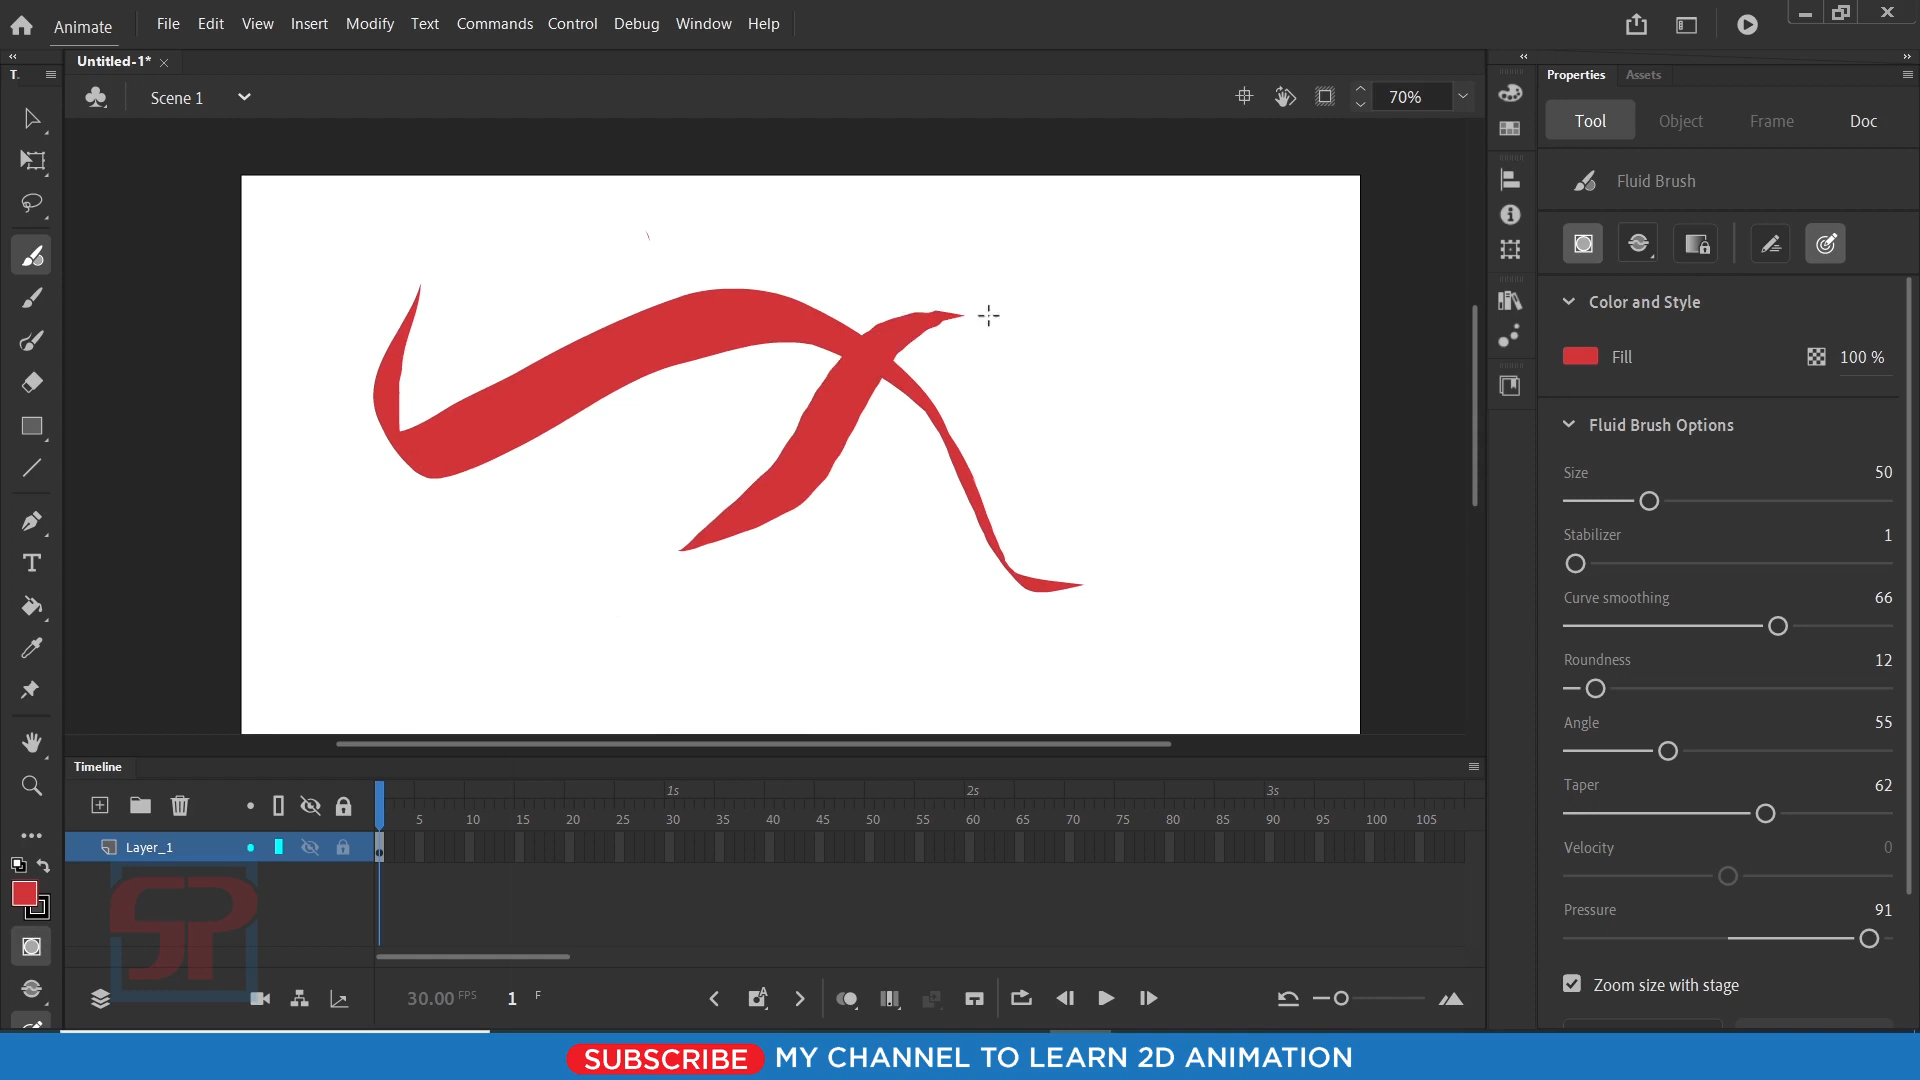 Animate File Edit View Insert Modify Text Commands Control Debug Window Help
Untitled-1*
T.
Properties Assets
Scene 1
70%
Tool Object Frame Doc
Fluid Brush
Color and Style
Fill 100 %
Fluid Brush Options
Size 50
Stabilizer 1
Curve smoothing 66
Roundness 12
Angle 55
Taper 62
Velocity 0
Pressure 91
Zoom size with stage
Timeline
1s 2s 3s
5 10 15 20 25 30 35 40 45 50 55 60 65 70 75 80 85 90 95 100 105
Layer_1
SP
30.00 FPS 1 F
SUBSCRIBE MY CHANNEL TO LEARN 2D ANIMATION